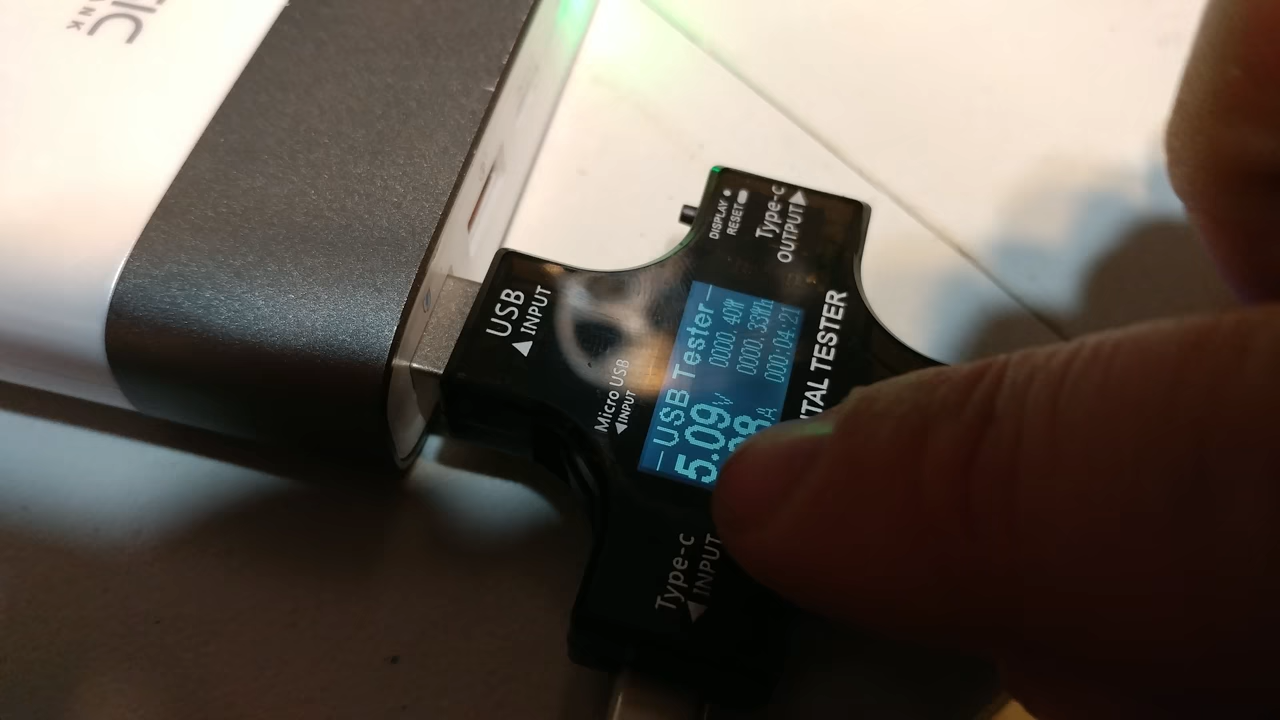 USB
INPUT
Micro USB
INPUT
USB Tester
5.09V 0000.40W
0000.33Wh
A 000:04:21
DISPLAY
RESET
Type-c
OUTPUT
TAL TESTER
Type-c
INPUT